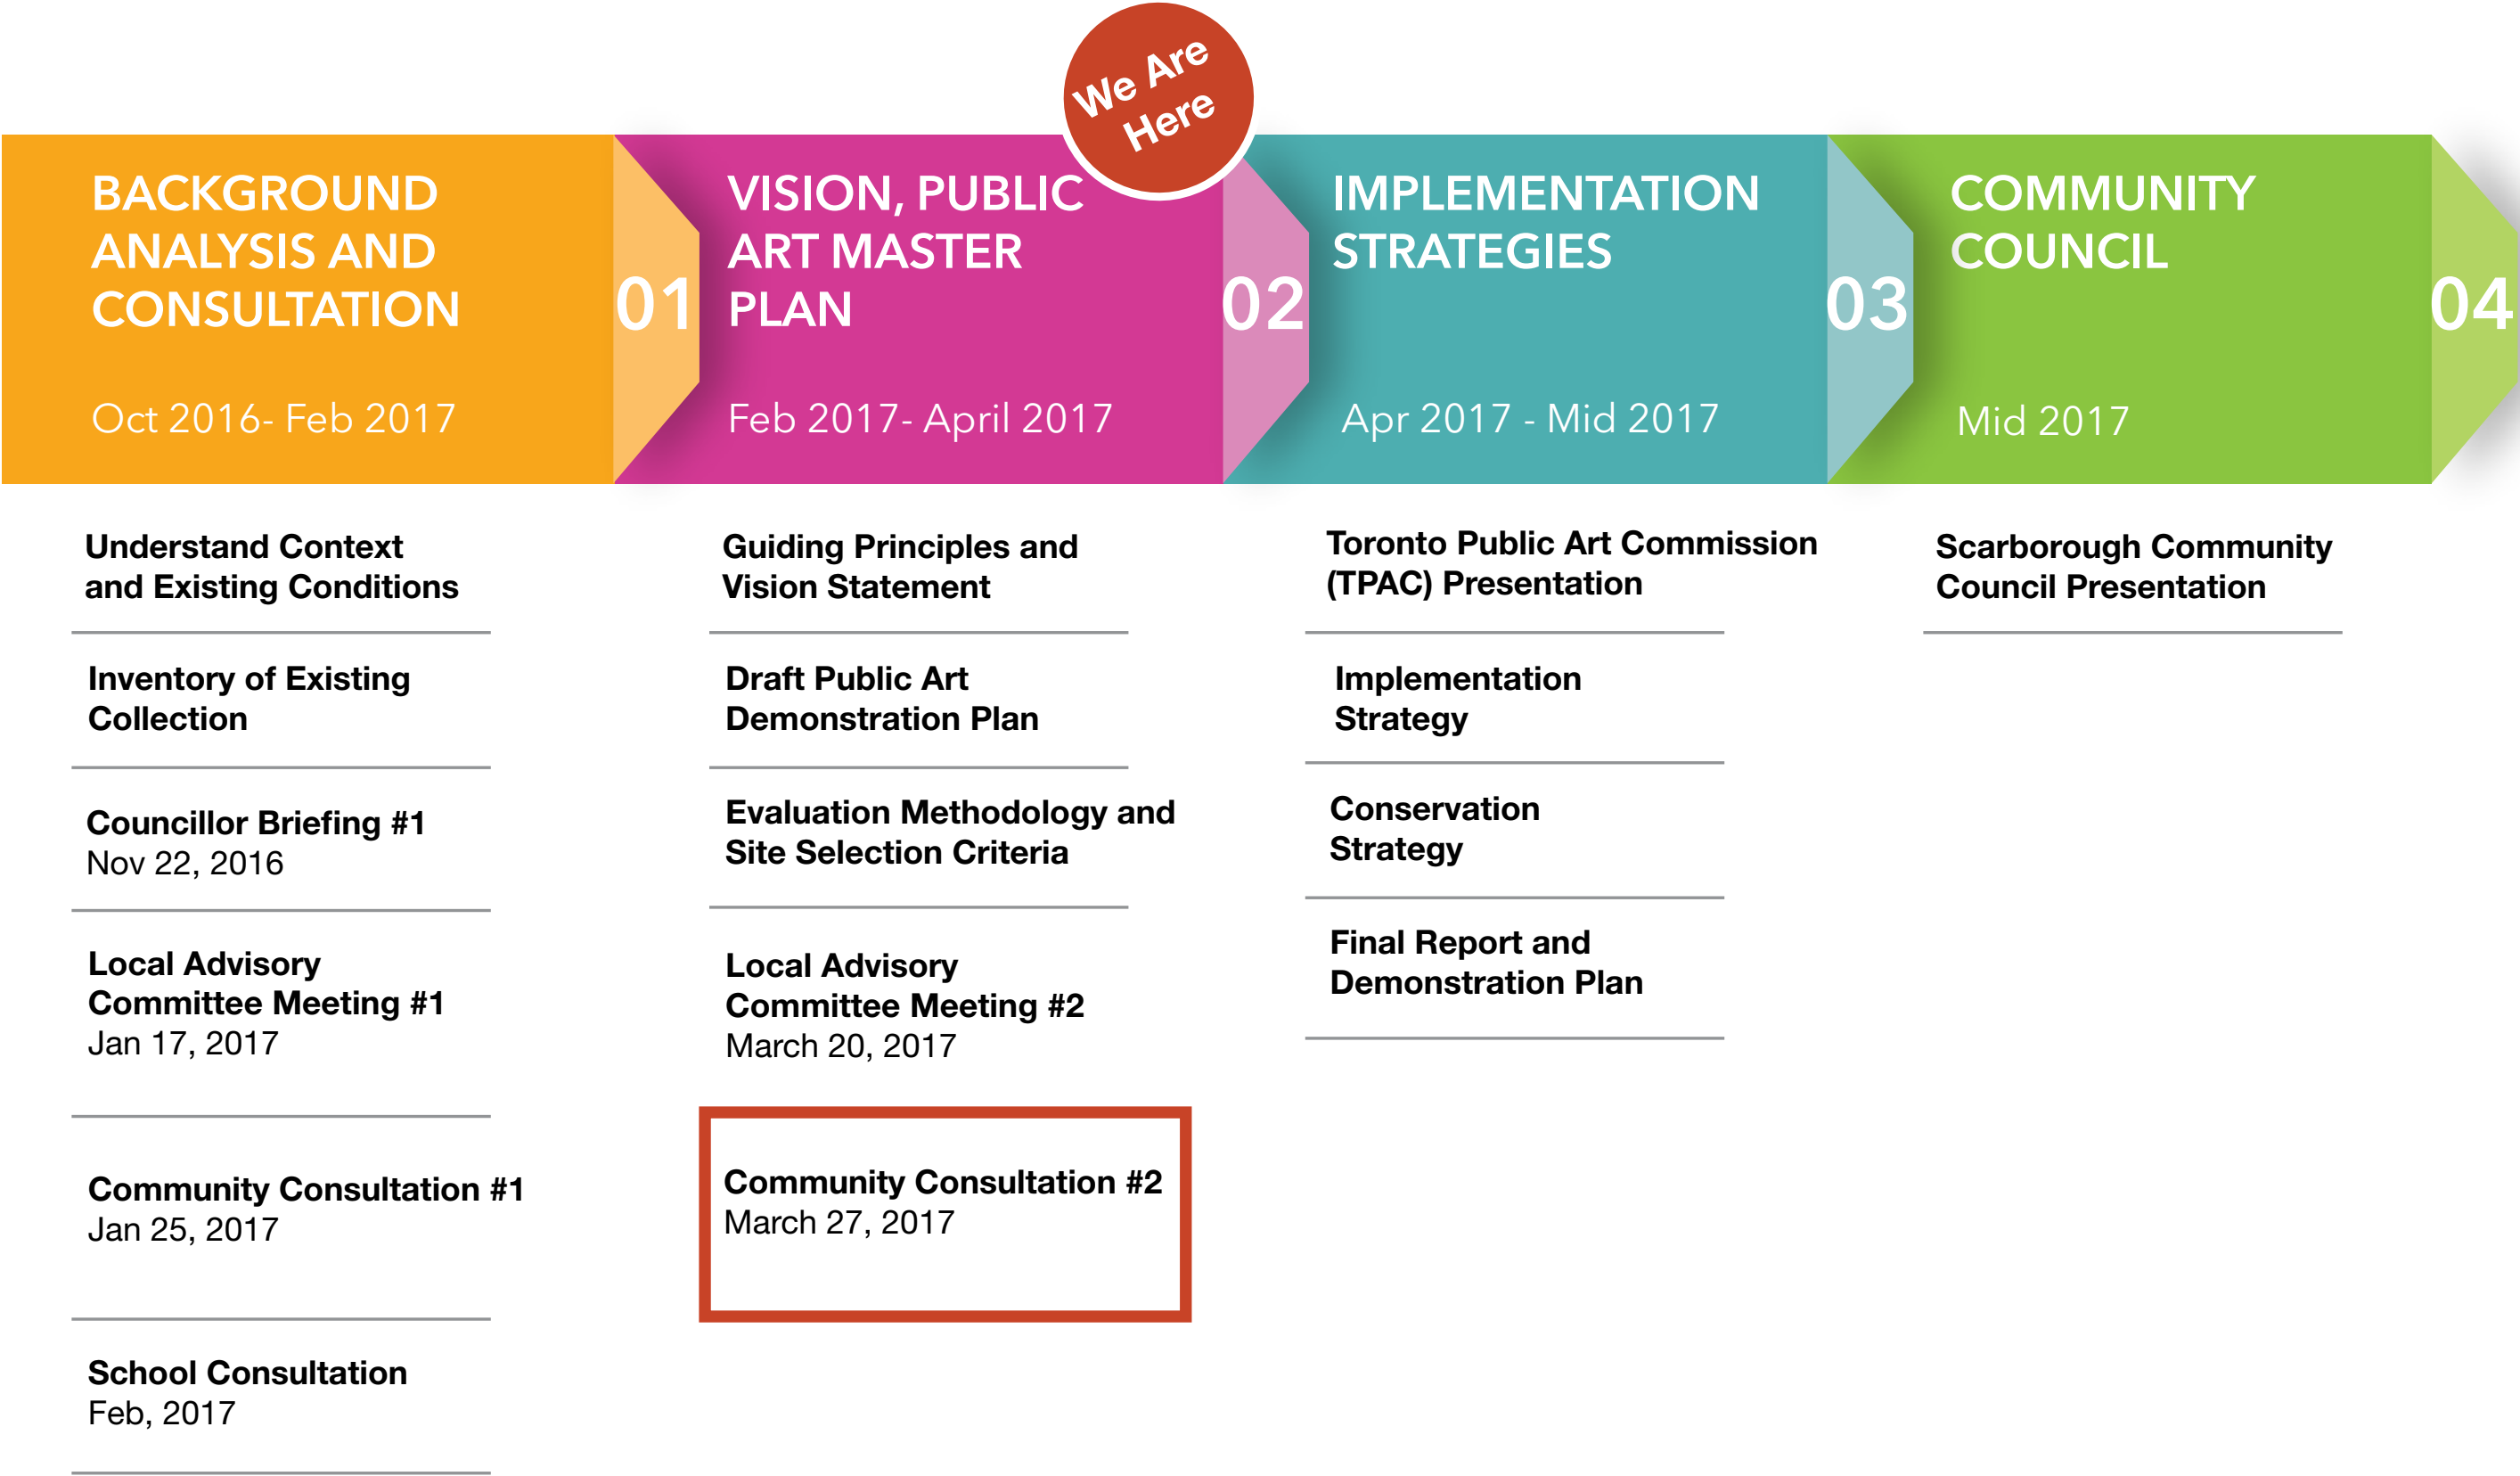 We Are
Here
BACKGROUND
ANALYSIS AND
CONSULTATION
Oct 2016- Feb 2017
01
VISION, PUBLIC
ART MASTER
PLAN
Feb 2017- April 2017
02
IMPLEMENTATION
STRATEGIES
Apr 2017 - Mid 2017
03
COMMUNITY
COUNCIL
Mid 2017
04
Understand Context
and Existing Conditions
Inventory of Existing
Collection
Councillor Briefing #1
Nov 22, 2016
Local Advisory
Committee Meeting #1
Jan 17, 2017
Community Consultation #1
Jan 25, 2017
School Consultation
Feb, 2017
Guiding Principles and
Vision Statement
Draft Public Art
Demonstration Plan
Evaluation Methodology and
Site Selection Criteria
Local Advisory
Committee Meeting #2
March 20, 2017
Community Consultation #2
March 27, 2017
Toronto Public Art Commission
(TPAC) Presentation
Implementation
Strategy
Conservation
Strategy
Final Report and
Demonstration Plan
Scarborough Community
Council Presentation